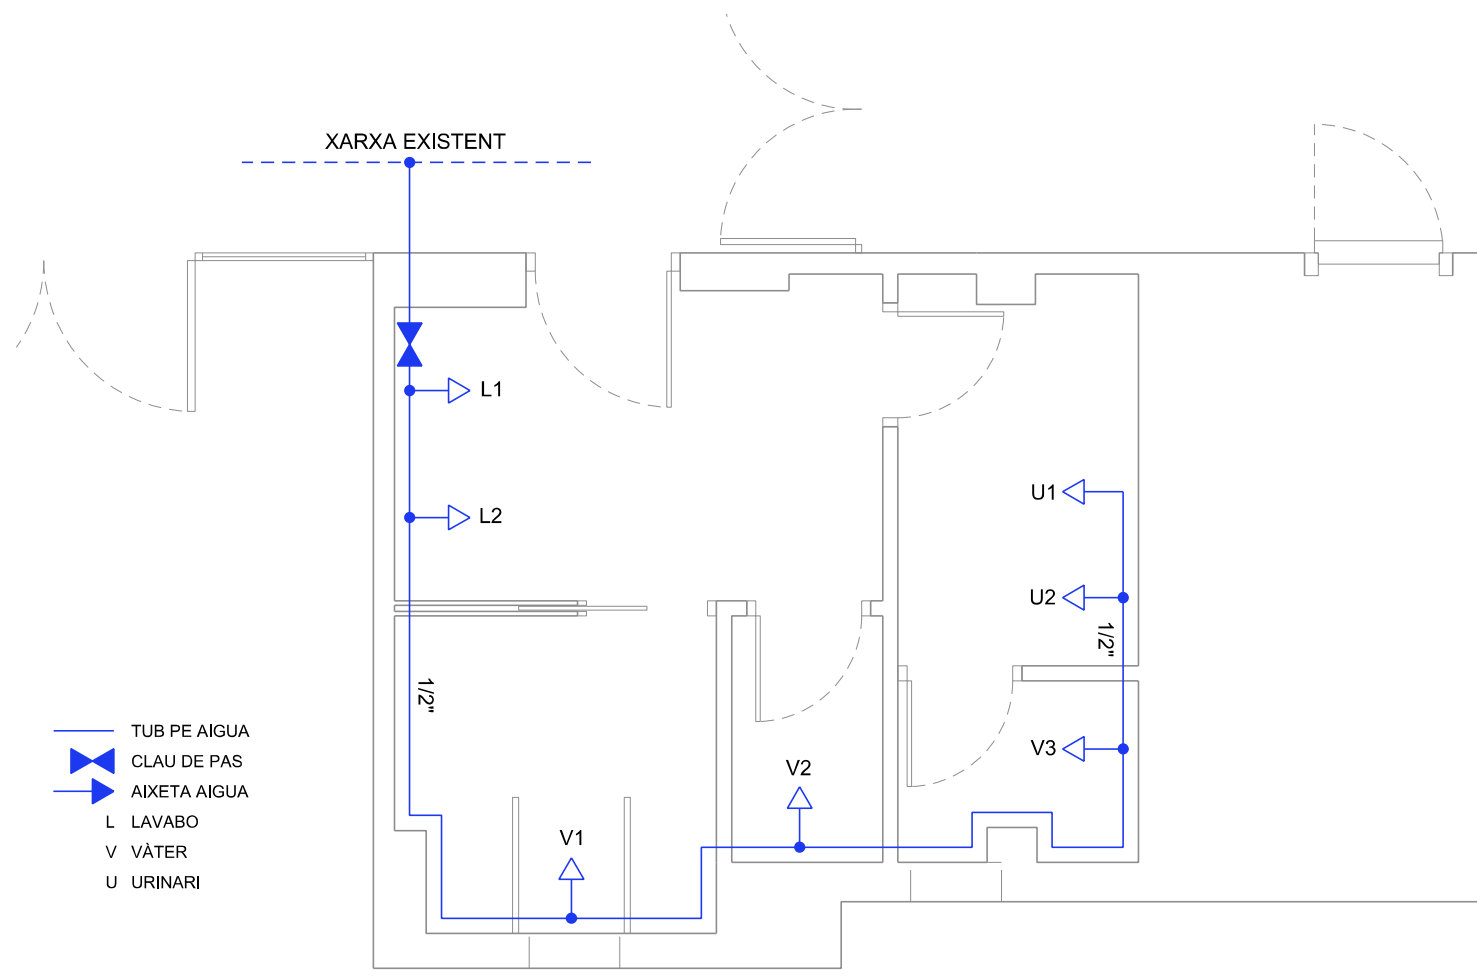 XARXA EXISTENT
L1
L2
U1
U2
1/2"
1/2"
V3
V2
V1
TUB PE AIGUA
CLAU DE PAS
AIXETA AIGUA
L LAVABO
V VÀTER
U URINARI